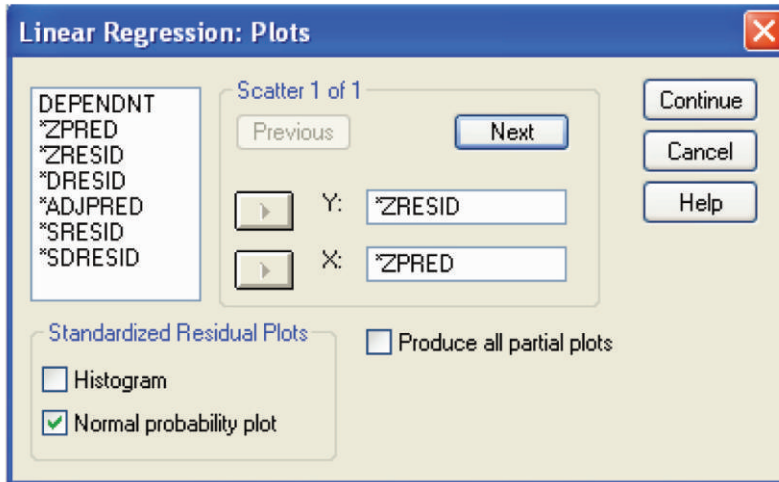 Linear Regression: Plots
DEPENDNT
*ZPRED
*ZRESID
*DRESID
*ADJPRED
*SRESID
*SDRESID
Scatter 1 of 1
Previous
Next
Y: *ZRESID
X: *ZPRED
Continue
Cancel
Help
Standardized Residual Plots
Histogram
Normal probability plot
Produce all partial plots